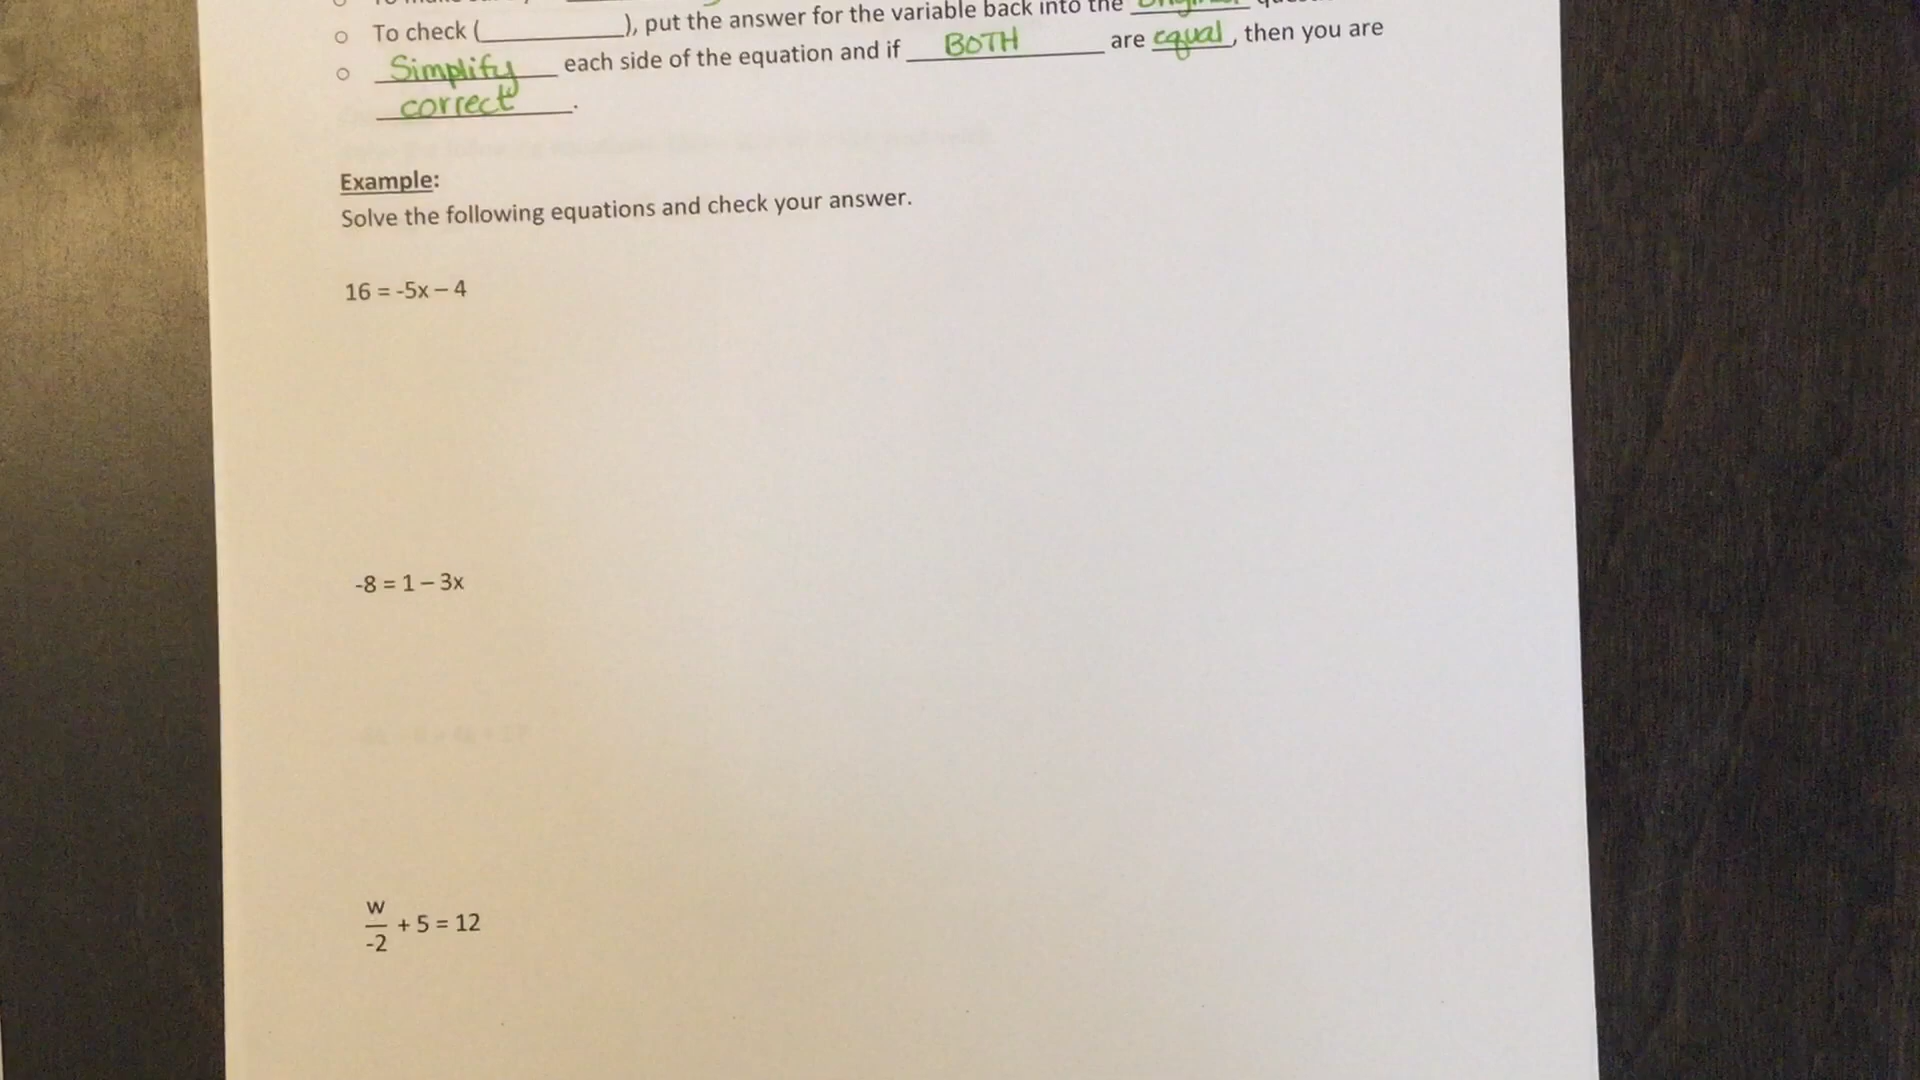 To check (__________), put the answer for the variable back into the
Simplify each side of the equation and if BOTH are equal, then you are
correct.
Example:
Solve the following equations and check your answer.
16 = -5x – 4
-8 = 1 – 3x
w
-2
+ 5 = 12